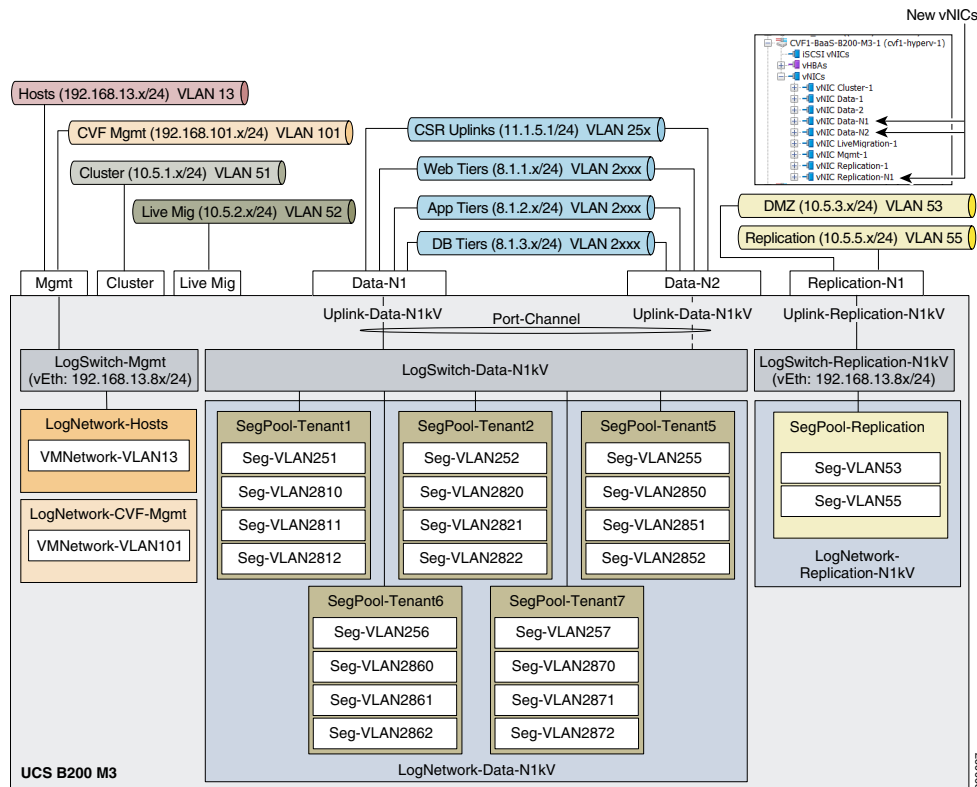 New vNICs
CVF1-BaaS-B200-M3-1 (cvf1-hyperv-1)
iSCSI vNICs
vHBAs
vNICs
vNIC Cluster-1
vNIC Data-1
vNIC Data-2
vNIC Data-N1
vNIC Data-N2
vNIC LiveMigration-1
vNIC Mgmt-1
vNIC Replication-1
vNIC Replication-N1
Hosts (192.168.13.x/24) VLAN 13
CVF Mgmt (192.168.101.x/24) VLAN 101
Cluster (10.5.1.x/24) VLAN 51
Live Mig (10.5.2.x/24) VLAN 52
CSR Uplinks (11.1.5.1/24) VLAN 25x
Web Tiers (8.1.1.x/24) VLAN 2xxx
App Tiers (8.1.2.x/24) VLAN 2xxx
DB Tiers (8.1.3.x/24) VLAN 2xxx
DMZ (10.5.3.x/24) VLAN 53
Replication (10.5.5.x/24) VLAN 55
Mgmt
Cluster
Live Mig
Data-N1
Data-N2
Replication-N1
Uplink-Data-N1kV
Port-Channel
Uplink-Data-N1kV
Uplink-Replication-N1kV
LogSwitch-Mgmt
(vEth: 192.168.13.8x/24)
LogSwitch-Data-N1kV
LogSwitch-Replication-N1kV
(vEth: 192.168.13.8x/24)
LogNetwork-Hosts
VMNetwork-VLAN13
LogNetwork-CVF-Mgmt
VMNetwork-VLAN101
SegPool-Tenant1
Seg-VLAN251
Seg-VLAN2810
Seg-VLAN2811
Seg-VLAN2812
SegPool-Tenant2
Seg-VLAN252
Seg-VLAN2820
Seg-VLAN2821
Seg-VLAN2822
SegPool-Tenant5
Seg-VLAN255
Seg-VLAN2850
Seg-VLAN2851
Seg-VLAN2852
SegPool-Replication
Seg-VLAN53
Seg-VLAN55
LogNetwork-
Replication-N1kV
SegPool-Tenant6
Seg-VLAN256
Seg-VLAN2860
Seg-VLAN2861
Seg-VLAN2862
SegPool-Tenant7
Seg-VLAN257
Seg-VLAN2870
Seg-VLAN2871
Seg-VLAN2872
LogNetwork-Data-N1kV
UCS B200 M3